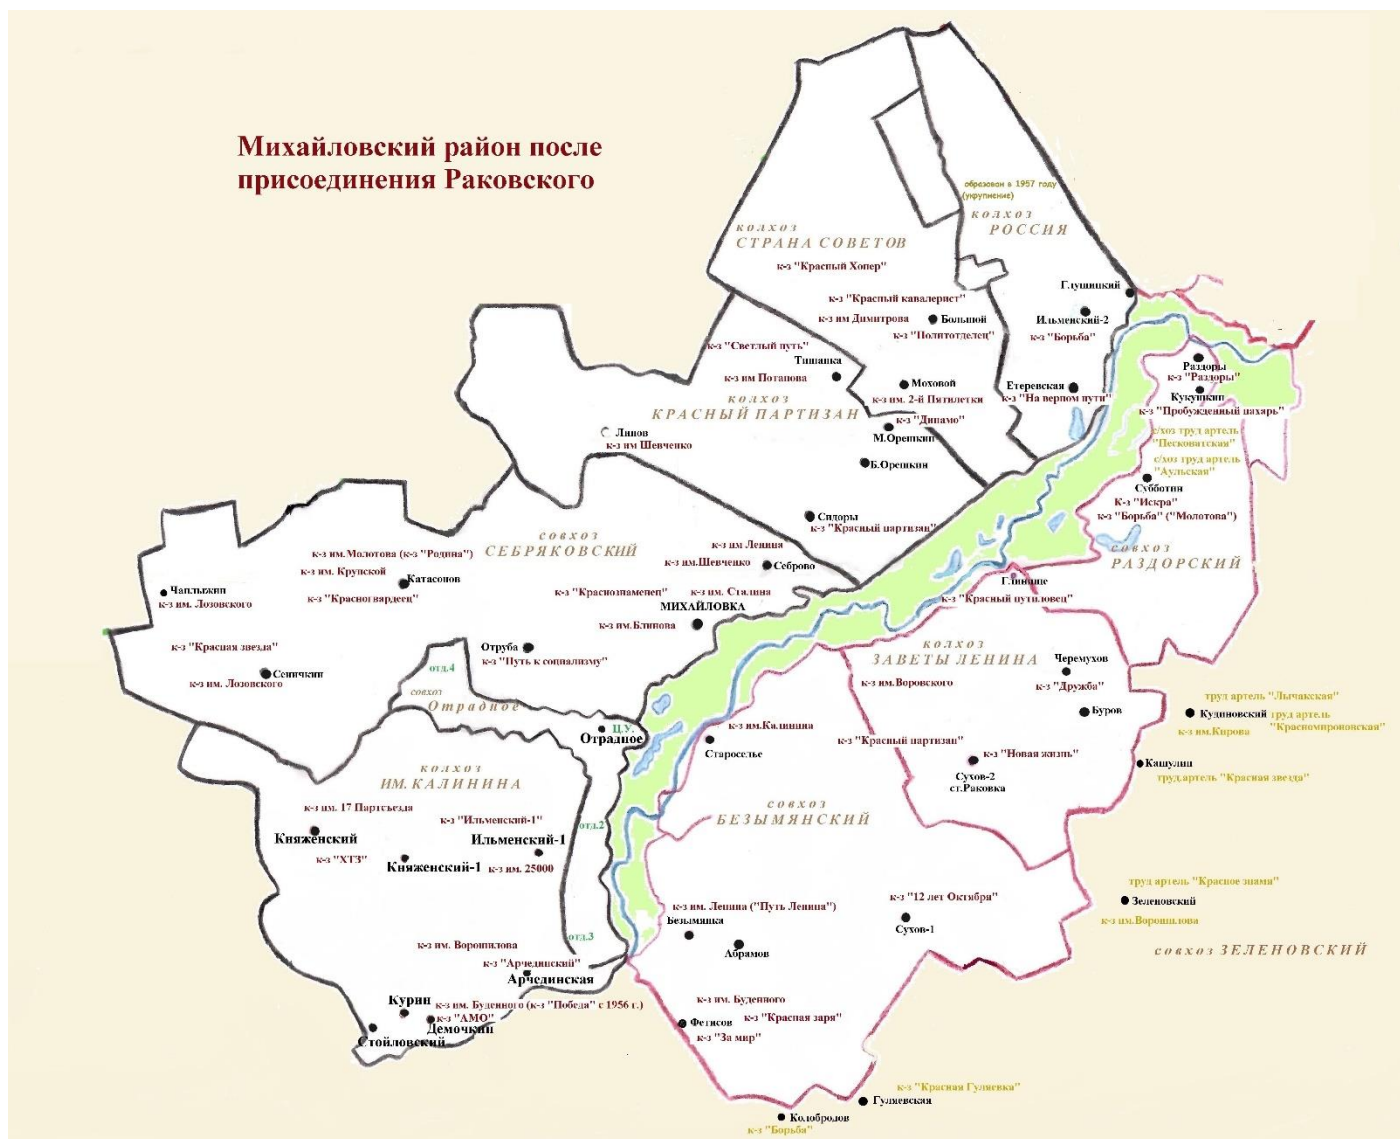 Михайловский район после
присоединения Раковского
образован в 1957 году
(укрупнение)
колхоз
РОССИЯ
колхоз
СТРАНА СОВЕТОВ
к-з "Красный Хопер"
Глушицкий
к-з "Красный кавалерист"
к-з им Димитрова
Большой
Ильменский-2
к-з "Политотделец"
к-з "Борьба"
к-з "Светлый путь"
Тишанка
Раздоры
к-з "Раздоры"
к-з им Потапова
Моховой
Етеревская
Кукушкин
колхоз
КРАСНЫЙ ПАРТИЗАН
к-з им. 2-й Пятилетки
к-з "На верном пути"
к-з "Пробужденный пахарь"
к-з "Динамо"
М.Орешкин
с/хоз труд артель
"Песковатская"
Липов
к-з им Шевченко
Б.Орешкин
с/хоз труд артель
"Аульская"
Субботин
К-з "Искра"
к-з "Борьба" ("Молотова")
Сидоры
к-з "Красный партизан"
совхоз
СЕБРЯКОВСКИЙ
к-з им Ленина
совхоз
РАЗДОРСКИЙ
к-з им.Молотова (к-з "Родина")
к-з им.Шевченко
Себрово
к-з им. Крупской
Катасонов
Глинище
Чаплыжин
к-з им. Лозовского
к-з "Красногвардеец"
к-з "Краснознаменец"
к-з им. Сталина
к-з "Красный путиловец"
МИХАЙЛОВКА
к-з им.Блинова
к-з "Красная звезда"
Отруба
к-з "Путь к социализму"
колхоз
ЗАВЕТЫ ЛЕНИНА
Черемухов
Сеничкин
к-з им. Лозовского
отд.4
к-з им.Воровского
к-з "Дружба"
совхоз
Отрадное
труд артель "Лычакская"
Буров
Кудиновский
труд артель
"Красномироновская"
к-з им.Кирова
Ц.У.
Отрадное
к-з им.Калинина
Староселье
к-з "Красный партизан"
к-з "Новая жизнь"
колхоз
ИМ. КАЛИНИНА
Сухов-2
ст.Раковка
Кашулин
труд.артель "Красная звезда"
к-з им. 17 Партсъезда
совхоз
БЕЗЫМЯНСКИЙ
к-з "Ильменский-1"
отд.2
Княженский
Ильменский-1
к-з "ХТЗ"
Княженский-1
к-з им. 25000
труд артель "Красное знамя"
к-з "12 лет Октября"
Зеленовский
к-з им. Ленина ("Путь Ленина")
Безымянка
Сухов-1
к-з им.Ворошилова
отд.3
к-з им. Ворошилова
Абрамов
совхоз ЗЕЛЕНОВСКИЙ
к-з "Арчединский"
Арчединская
Курин
к-з им. Буденного (к-з "Победа" с 1956 г.)
к-з им. Буденного
к-з "АМО"
Демочкин
к-з "Красная заря"
Фетисов
Стойловский
к-з "За мир"
к-з "Красная Гуляевка"
Гуляевская
Колобродов
к-з "Борьба"